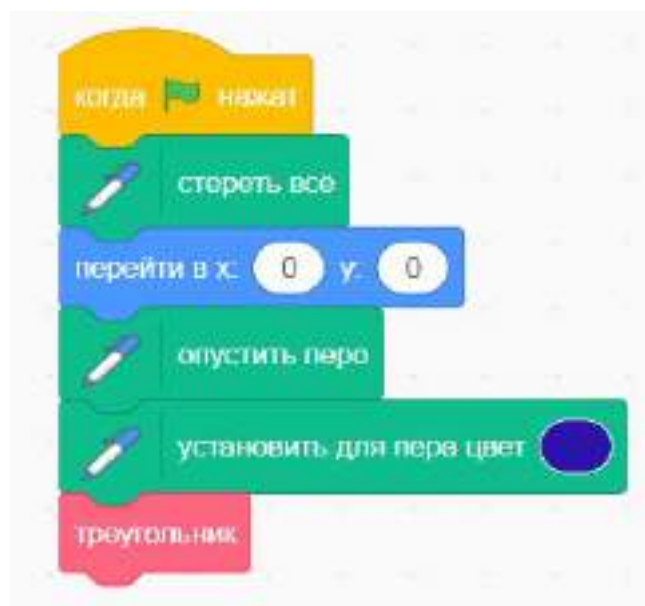 когда нажат
стереть все
перейти в x: 0 y: 0
опустить перо
установить для пера цвет
треугольник